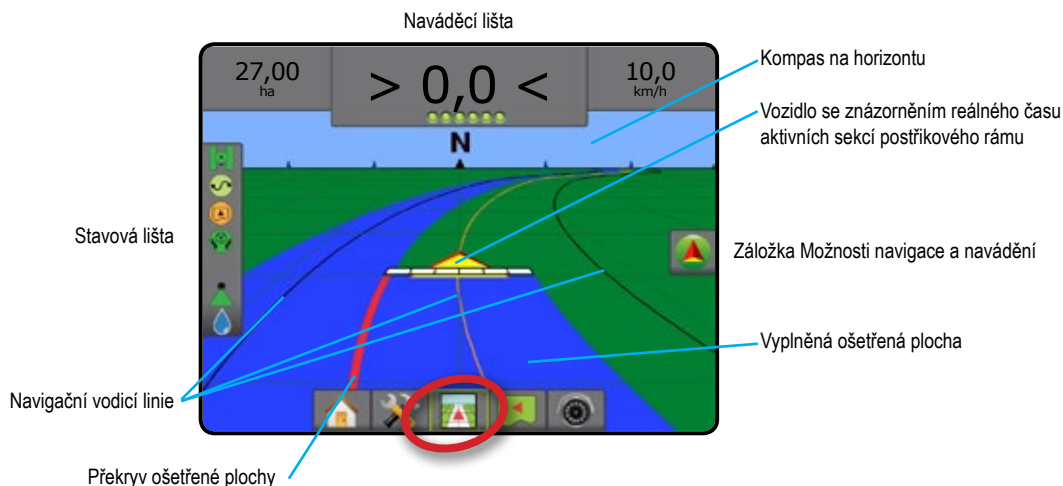 Naváděcí lišta
27,00
ha
> 0,0 <
10,0
km/h
N
Kompas na horizontu
Vozidlo se znázorněním reálného času
aktivních sekcí postřikového rámu
Stavová lišta
Záložka Možnosti navigace a navádění
Vyplněná ošetřená plocha
Navigační vodicí linie
Překryv ošetřené plochy